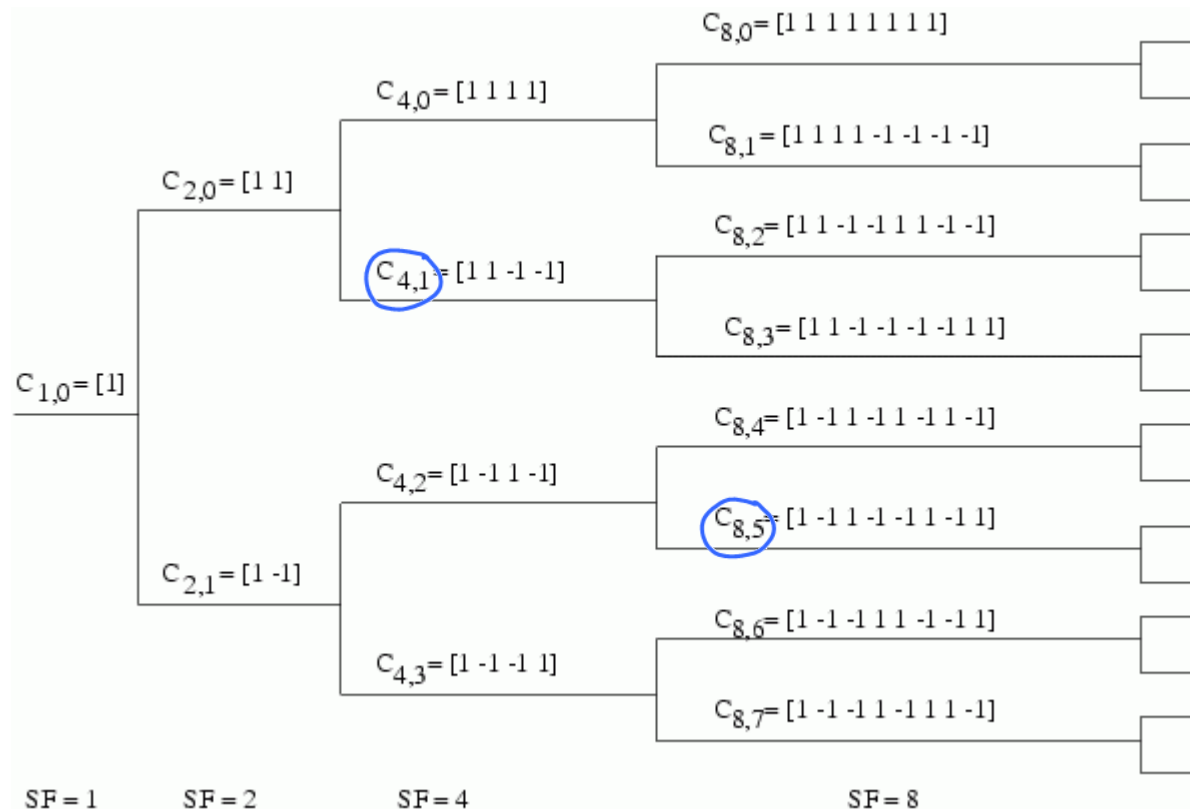 C8,0= [1 1 1 1 1 1 1 1]
C4,0= [1 1 1 1]
C8,1= [1 1 1 1 -1 -1 -1 -1]
C2,0= [1 1]
C8,2= [1 1 -1 -1 1 1 -1 -1]
C4,1= [1 1 -1 -1]
C8,3= [1 1 -1 -1 -1 -1 1 1]
C1,0= [1]
C8,4= [1 -1 1 -1 1 -1 1 -1]
C4,2= [1 -1 1 -1]
C8,5= [1 -1 1 -1 -1 1 -1 1]
C2,1= [1 -1]
C8,6= [1 -1 -1 1 1 -1 -1 1]
C4,3= [1 -1 -1 1]
C8,7= [1 -1 -1 1 -1 1 1 -1]
SF = 1 SF = 2 SF = 4 SF = 8